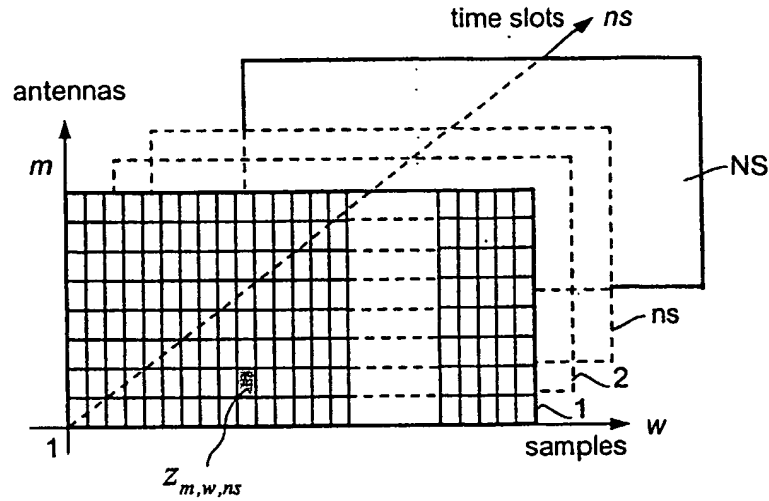 time slots
ns
antennas
m
NS
ns
2
1
1
samples
w
z_{m,w,ns}